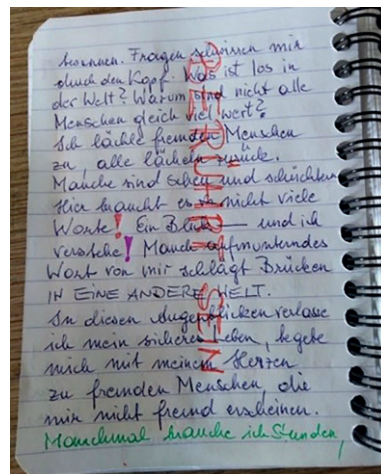 besonnen. Fragen schwirren mir
durch den Kopf. Was ist los in
der Welt? Warum sind nicht alle
Menschen gleich viel wert?
Ich lächle fremden Menschen
zu, alle lächeln zurück.
Manche sind scheu und schüchtern
Hier braucht es nicht viele
Worte! Ein Blick — und ich
verstehe! Manch aufmunterndes
Wort von mir schlägt Brücken
IN EINE ANDERE WELT.
In diesen Augenblicken verlasse
ich mein sicheres Leben, begebe
mich mit meinem Herzen
zu fremden Menschen die
mir nicht fremd erscheinen.
Manchmal brauche ich Stunden,